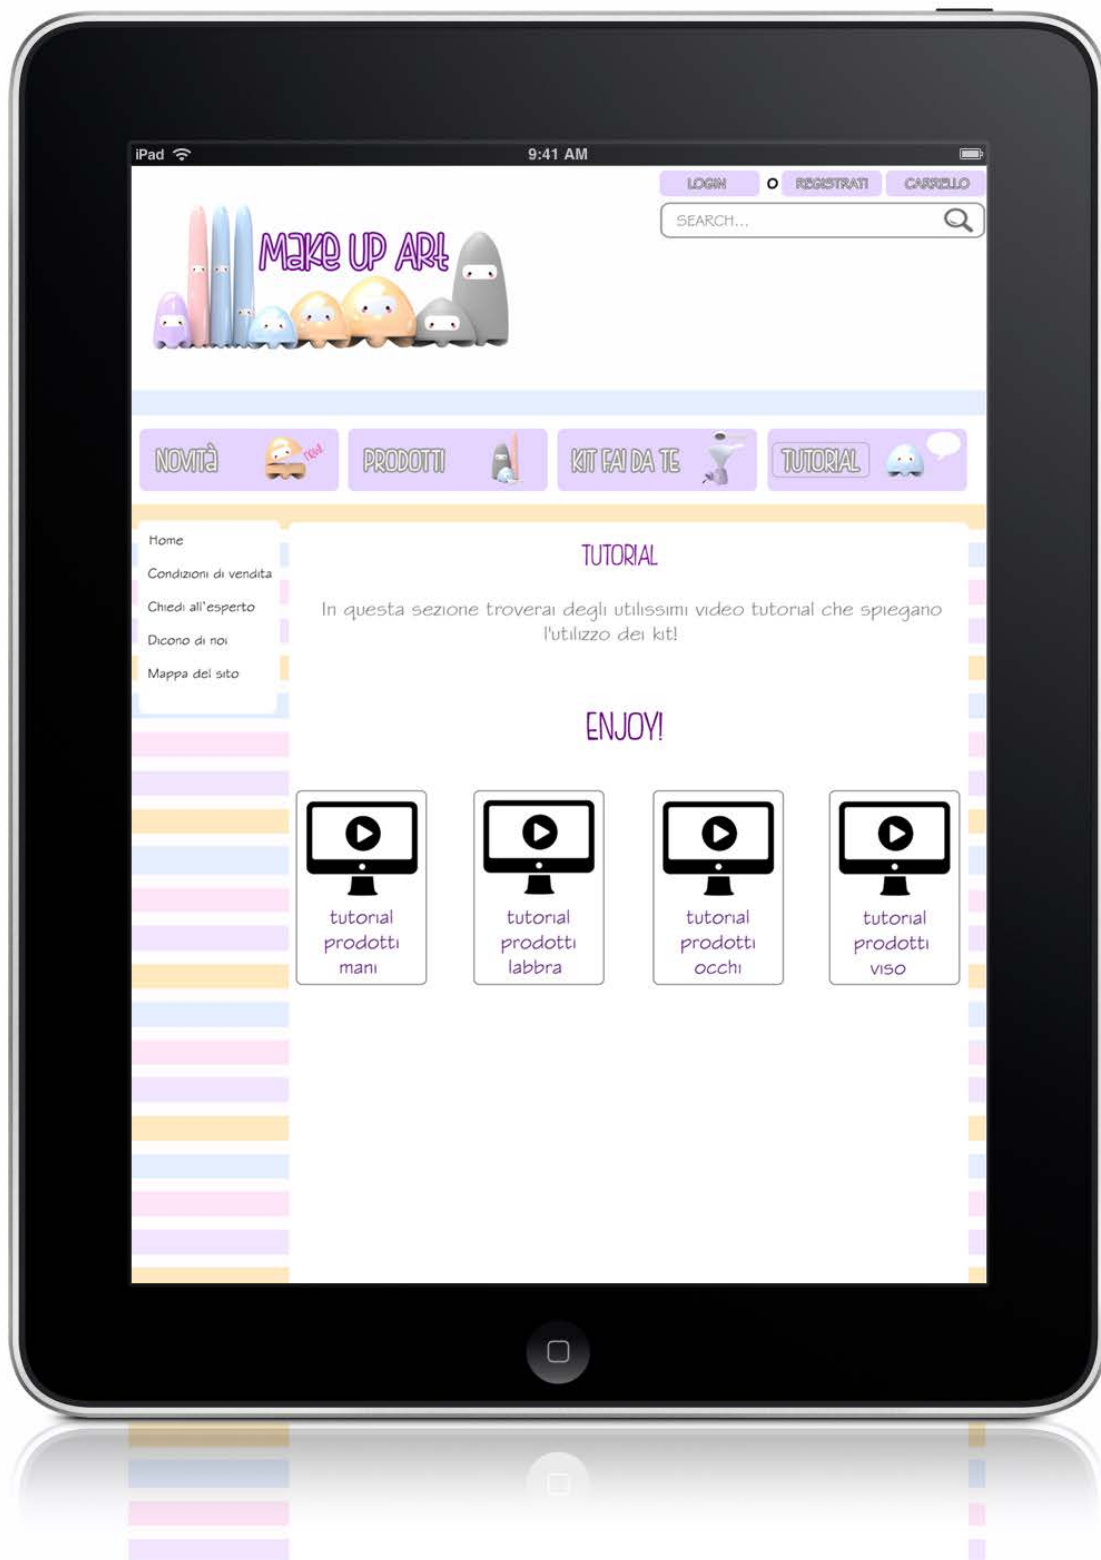 iPad 9:41 AM
LOGIN O REGISTRATI CARRELLO
SEARCH...
Make UP ARt
NOVITà new! PRODOTTI KIT FAI DA TE TUTORIAL
Home
Condizioni di vendita
Chiedi all'esperto
Dicono di noi
Mappa del sito
TUTORIAL
In questa sezione troverai degli utilissimi video tutorial che spiegano
l'utilizzo dei kit!
ENJOY!
tutorial
prodotti
mani
tutorial
prodotti
labbra
tutorial
prodotti
occhi
tutorial
prodotti
viso